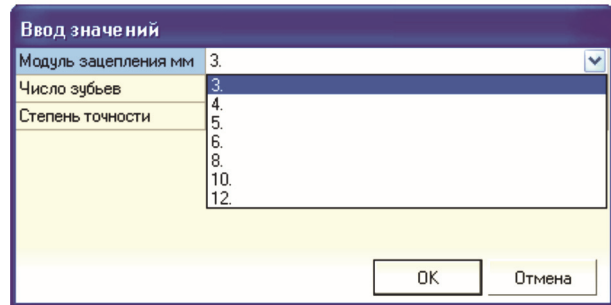 Ввод значений
Модуль зацепления мм 3.
Число зубьев 3.
4.
Степень точности 5.
6.
8.
10.
12.
OK Отмена